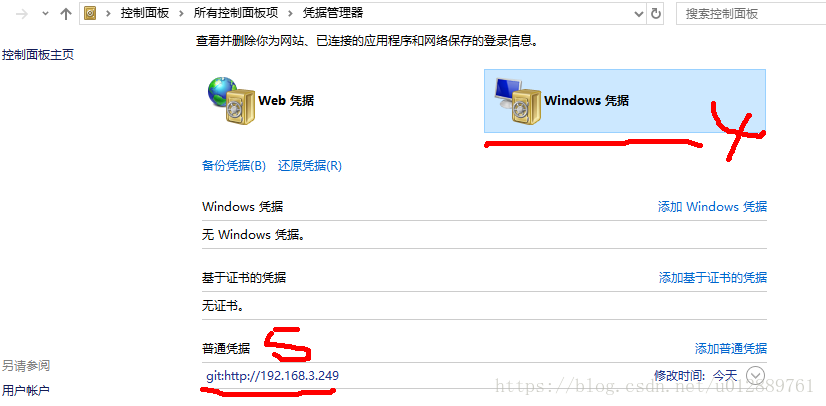 控制面板 所有控制面板项 凭据管理器 搜索控制面板
查看并删除你为网站、已连接的应用程序和网络保存的登录信息。
控制面板主页
Web 凭据 Windows 凭据 4
备份凭据(B) 还原凭据(R)
Windows 凭据 添加 Windows 凭据
无 Windows 凭据。
基于证书的凭据 添加基于证书的凭据
无证书。
普通凭据 5 添加普通凭据
另请参阅
git:http://192.168.3.249 修改时间: 今天
用户帐户
https://blog.csdn.net/u012889761